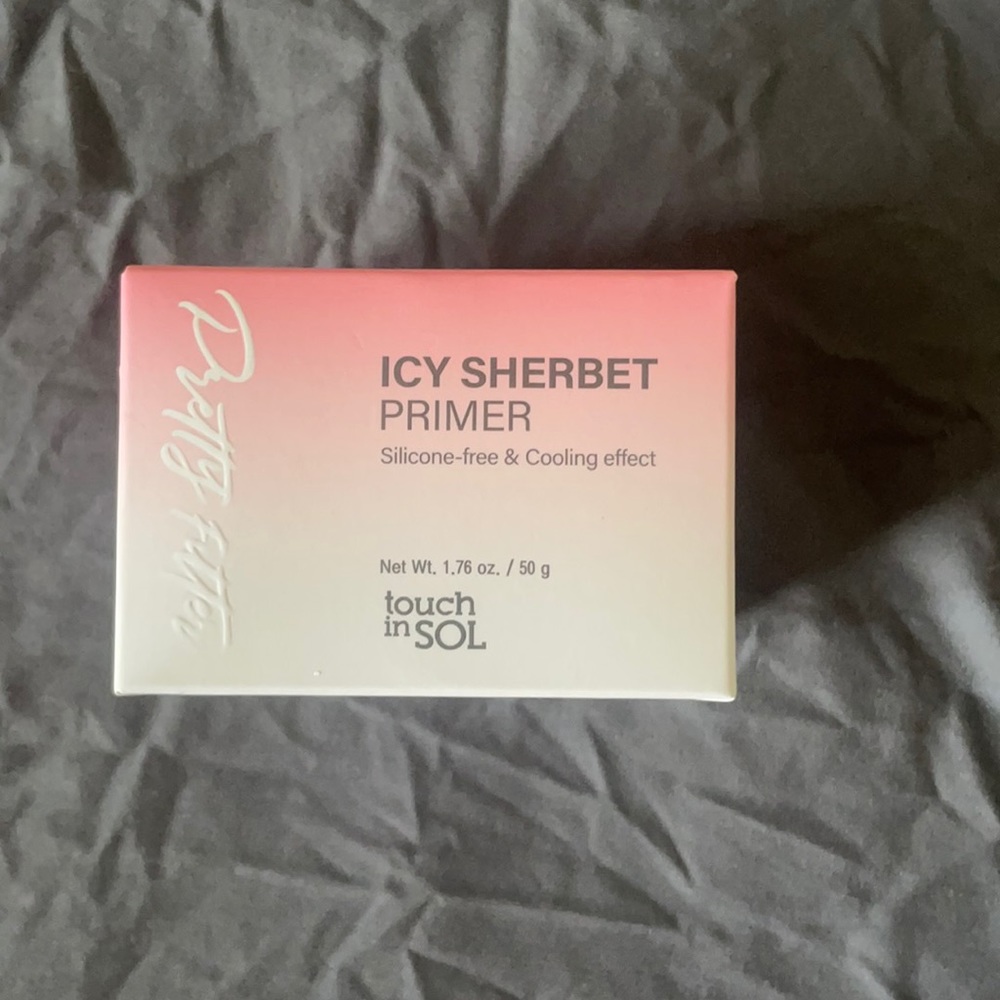 Pretty Filter
ICY SHERBET
PRIMER
Silicone-free & Cooling effect
Net Wt. 1.76 oz. / 50 g
touch
in SOL